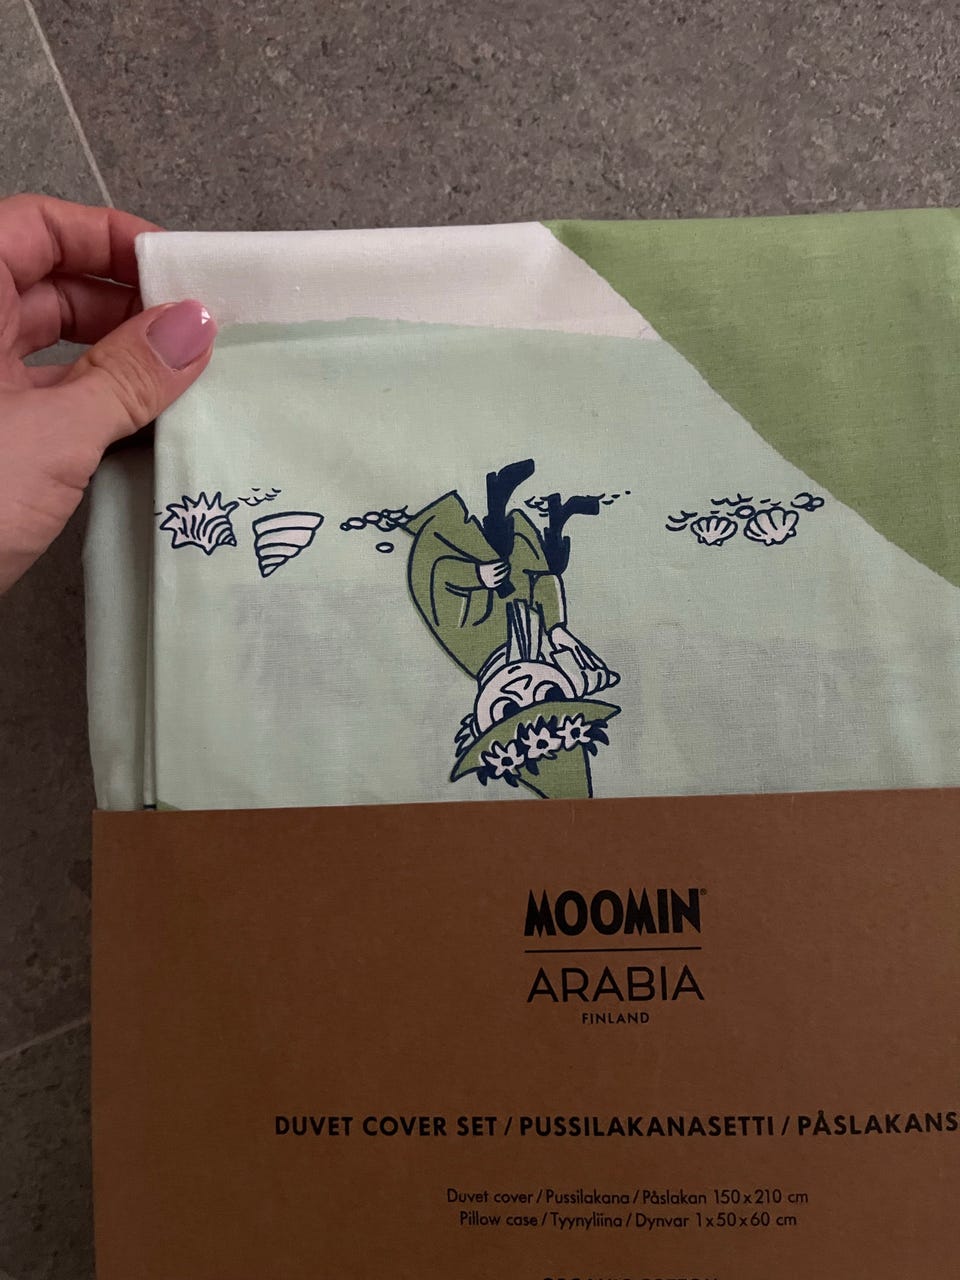 MOOMIN®
ARABIA
FINLAND
DUVET COVER SET / PUSSILAKANASETTI / PÅSLAKANS
Duvet cover / Pussilakana / Påslakan 150 x 210 cm
Pillow case / Tyynyliina / Dynvar 1 x 50 x 60 cm